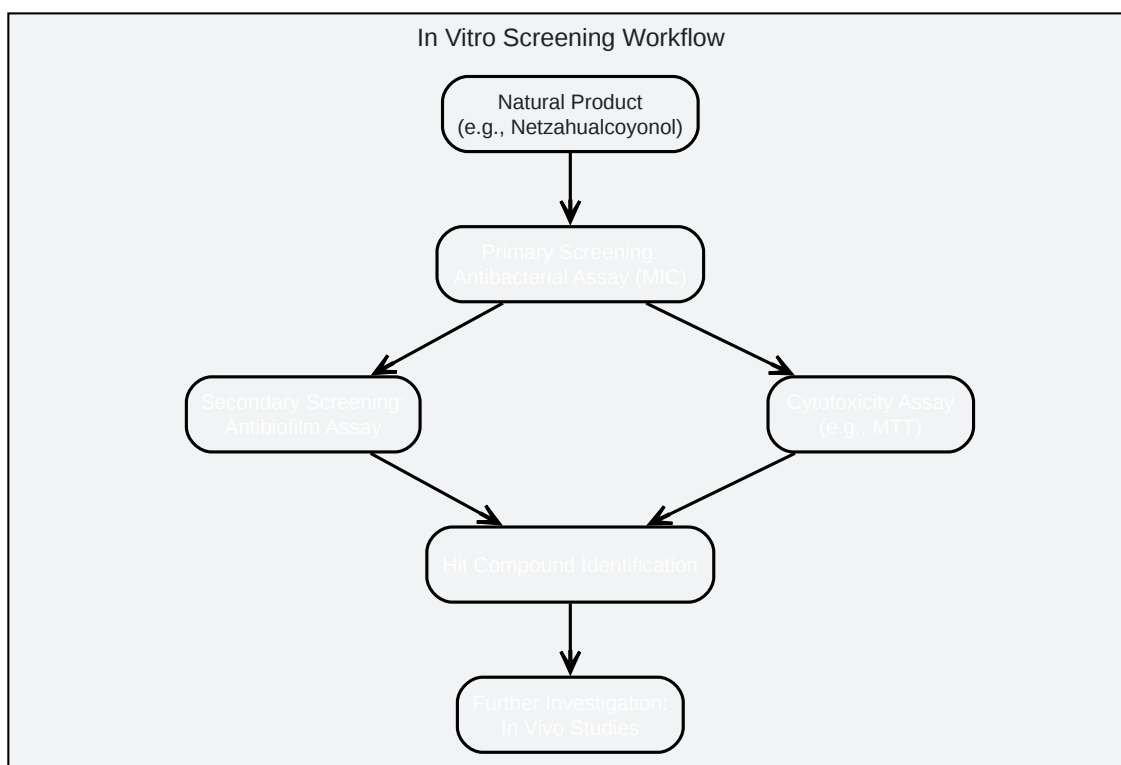 In Vitro Screening Workflow
Natural Product
(e.g., Netzahualcoyonol)
Primary Screening:
Antibacterial Assay (MIC)
Secondary Screening:
Antibiofilm Assay
Cytotoxicity Assay
(e.g., MTT)
Hit Compound Identification
Further Investigation:
In Vivo Studies